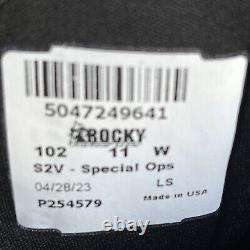 5047249641
ROCKY
102 11 W
S2V - Special Ops
04/28/23 LS
P254579 Made in USA